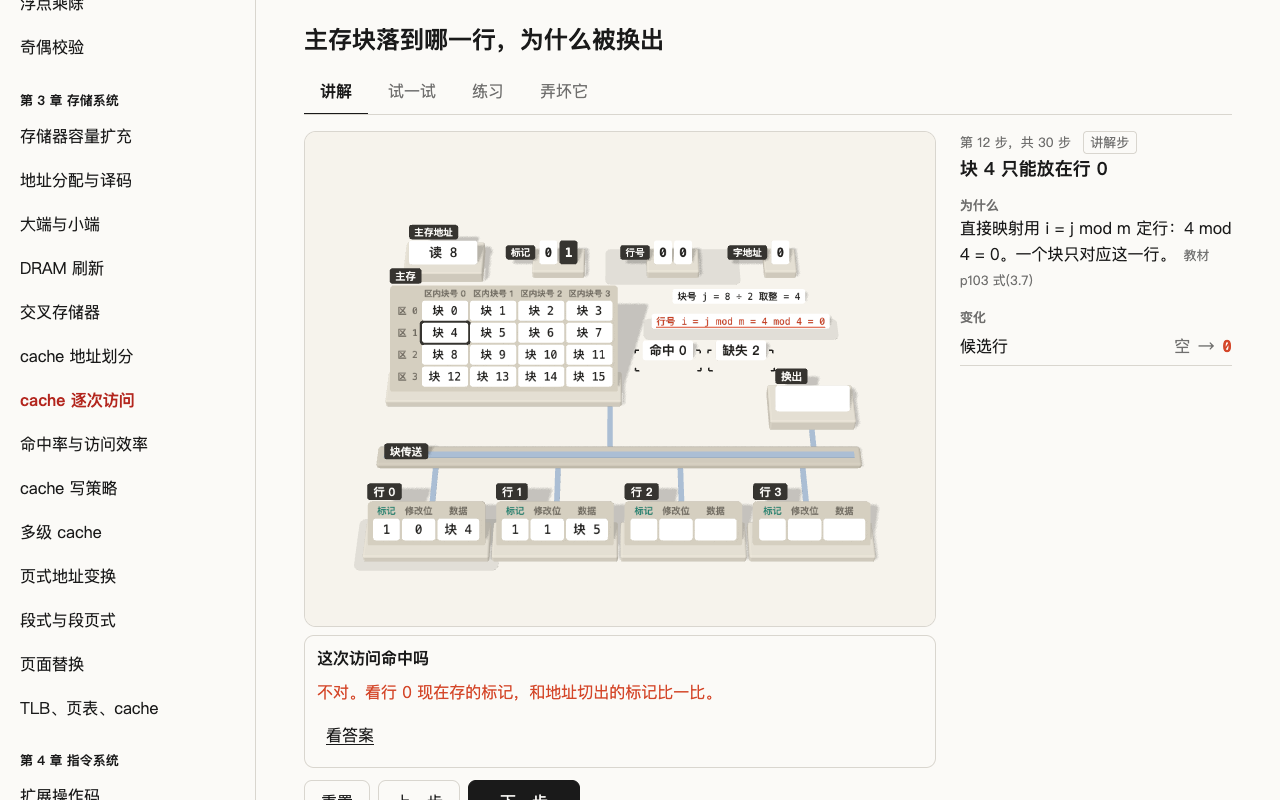 浮点乘除
奇偶校验
第 3 章 存储系统
存储器容量扩充
地址分配与译码
大端与小端
DRAM 刷新
交叉存储器
cache 地址划分
cache 逐次访问
命中率与访问效率
cache 写策略
多级 cache
页式地址变换
段式与段页式
页面替换
TLB、页表、cache
第 4 章 指令系统
扩展操作码
主存块落到哪一行，为什么被换出
讲解 试一试 练习 弄坏它
主存地址
读 8
标记 0 1
行号 0 0
字地址 0
主存
区内块号 0 区内块号 1 区内块号 2 区内块号 3
区 0 块 0 块 1 块 2 块 3
区 1 块 4 块 5 块 6 块 7
区 2 块 8 块 9 块 10 块 11
区 3 块 12 块 13 块 14 块 15
块号 j = 8 ÷ 2 取整 = 4
行号 i = j mod m = 4 mod 4 = 0
命中 0 缺失 2
换出
块传送
行 0 行 1 行 2 行 3
标记 修改位 数据 标记 修改位 数据 标记 修改位 数据 标记 修改位 数据
1 0 块 4 1 1 块 5
这次访问命中吗
不对。看行 0 现在存的标记，和地址切出的标记比一比。
看答案
重置 上一步 下一步
第 12 步，共 30 步 讲解步
块 4 只能放在行 0
为什么
直接映射用 i = j mod m 定行：4 mod
4 = 0。一个块只对应这一行。 教材
p103 式(3.7)
变化
候选行 空 → 0